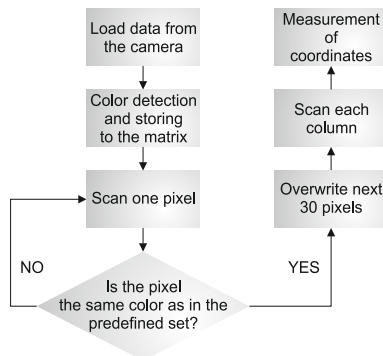 Load data from
the camera
Color detection
and storing
to the matrix
Scan one pixel
Is the pixel
the same color as in the
predefined set?
NO
YES
Overwrite next
30 pixels
Scan each
column
Measurement
of
coordinates